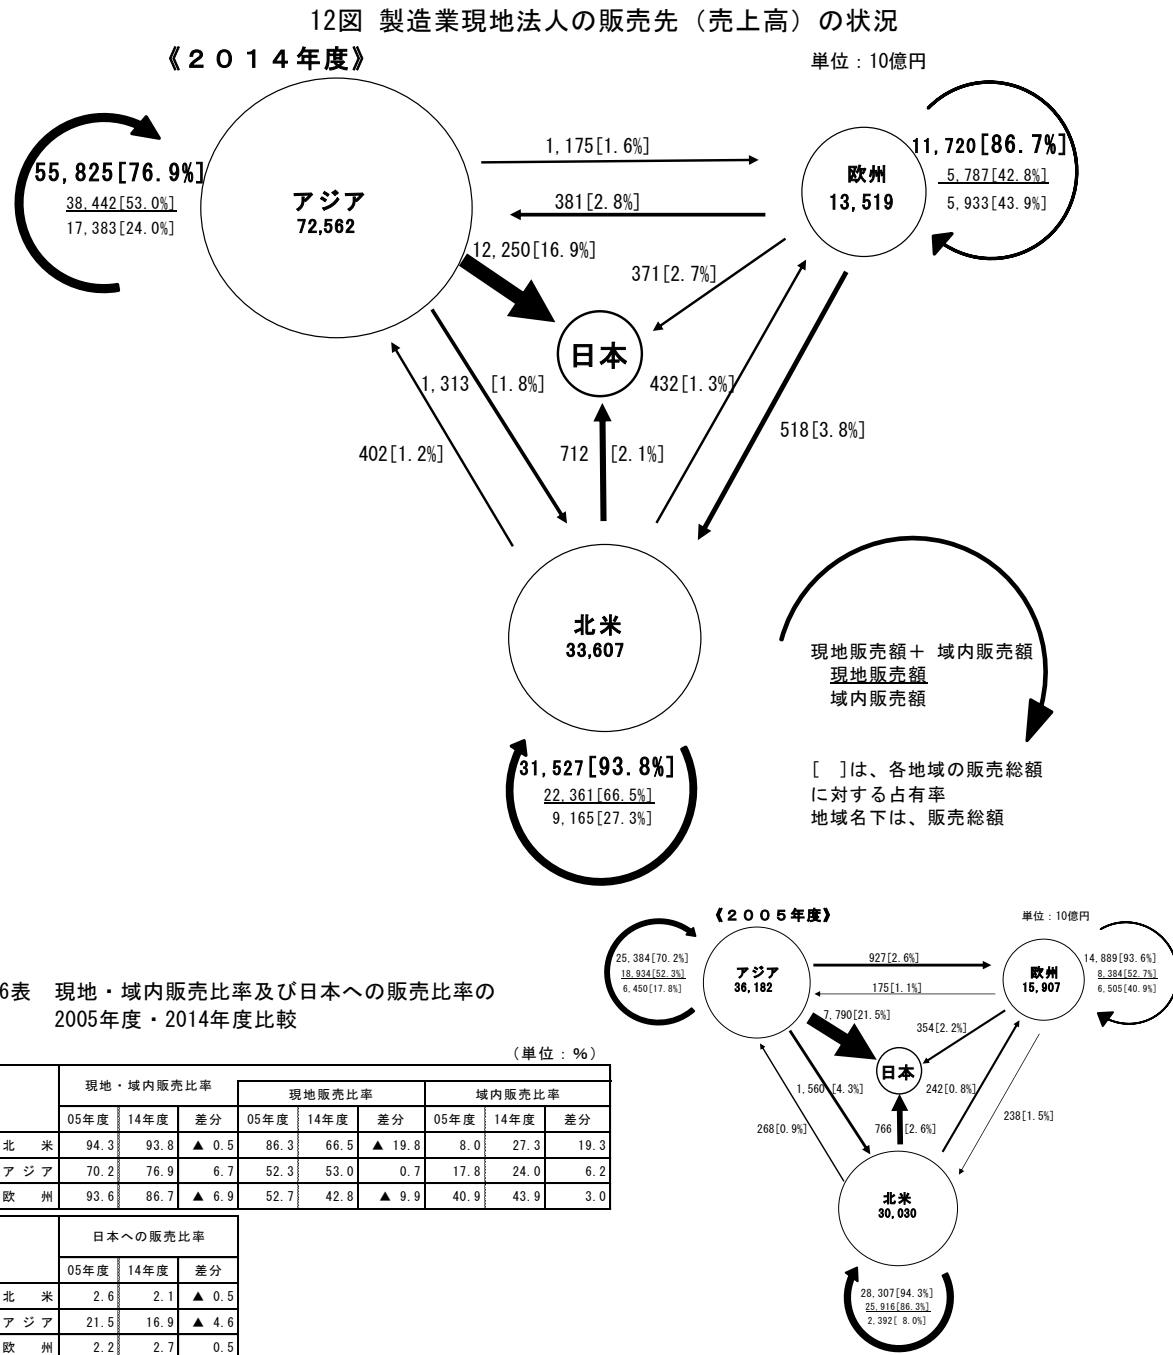 12図 製造業現地法人の販売先（売上高）の状況
《２０１４年度》
単位：10億円
55,825[76.9%]
38,442[53.0%]
17,383[24.0%]
アジア
72,562
1,175[1.6%]
381[2.8%]
欧州
13,519
11,720[86.7%]
5,787[42.8%]
5,933[43.9%]
12,250[16.9%]
371[2.7%]
日本
1,313 [1.8%]
432[1.3%]
402[1.2%]
712 [2.1%]
518[3.8%]
北米
33,607
31,527[93.8%]
22,361[66.5%]
9,165[27.3%]
現地販売額＋ 域内販売額
現地販売額
域内販売額
[ ]は、各地域の販売総額
に対する占有率
地域名下は、販売総額
《２００５年度》
単位：10億円
25,384[70.2%]
18,934[52.3%]
6,450[17.8%]
アジア
36,182
927[2.6%]
175[1.1%]
欧州
15,907
14,889[93.6%]
8,384[52.7%]
6,505[40.9%]
7,790[21.5%]
354[2.2%]
日本
1,560 [4.3%]
242[0.8%]
268[0.9%]
766 [2.6%]
238[1.5%]
北米
30,030
28,307[94.3%]
25,916[86.3%]
2,392[ 8.0%]
6表 現地・域内販売比率及び日本への販売比率の
2005年度・2014年度比較
（単位：%）
現地・域内販売比率
現地販売比率 域内販売比率
05年度 14年度 差分 05年度 14年度 差分 05年度 14年度 差分
北 米 94.3 93.8 ▲ 0.5 86.3 66.5 ▲ 19.8 8.0 27.3 19.3
アジア 70.2 76.9 6.7 52.3 53.0 0.7 17.8 24.0 6.2
欧 州 93.6 86.7 ▲ 6.9 52.7 42.8 ▲ 9.9 40.9 43.9 3.0
日本への販売比率
05年度 14年度 差分
北 米 2.6 2.1 ▲ 0.5
アジア 21.5 16.9 ▲ 4.6
欧 州 2.2 2.7 0.5